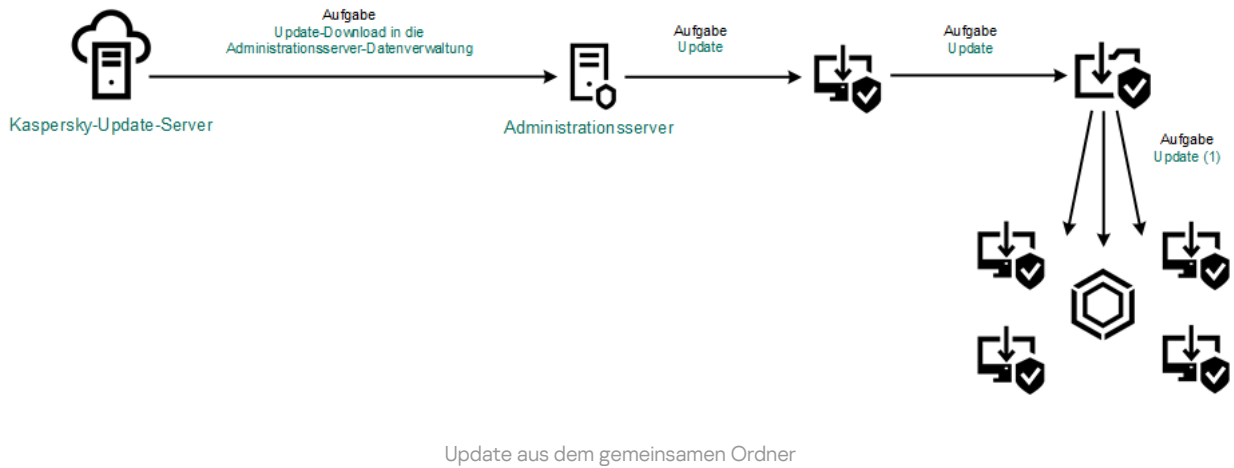 Aufgabe
Update-Download in die
Administrationsserver-Datenverwaltung
Aufgabe
Update
Aufgabe
Update
Kaspersky-Update-Server
Administrationsserver
Aufgabe
Update (1)
Update aus dem gemeinsamen Ordner